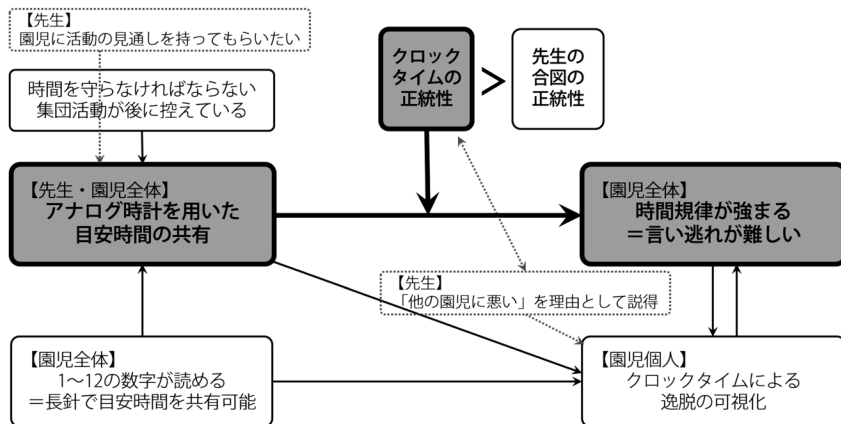 【先生】
園児に活動の見通しを持ってもらいたい
時間を守らなければならない
集団活動が後に控えている
クロック
タイムの
正統性
>
先生の
合図の
正統性
【先生・園児全体】
アナログ時計を用いた
目安時間の共有
【園児全体】
時間規律が強まる
＝言い逃れが難しい
【先生】
「他の園児に悪い」を理由として説得
【園児全体】
1〜12の数字が読める
＝長針で目安時間を共有可能
【園児個人】
クロックタイムによる
逸脱の可視化